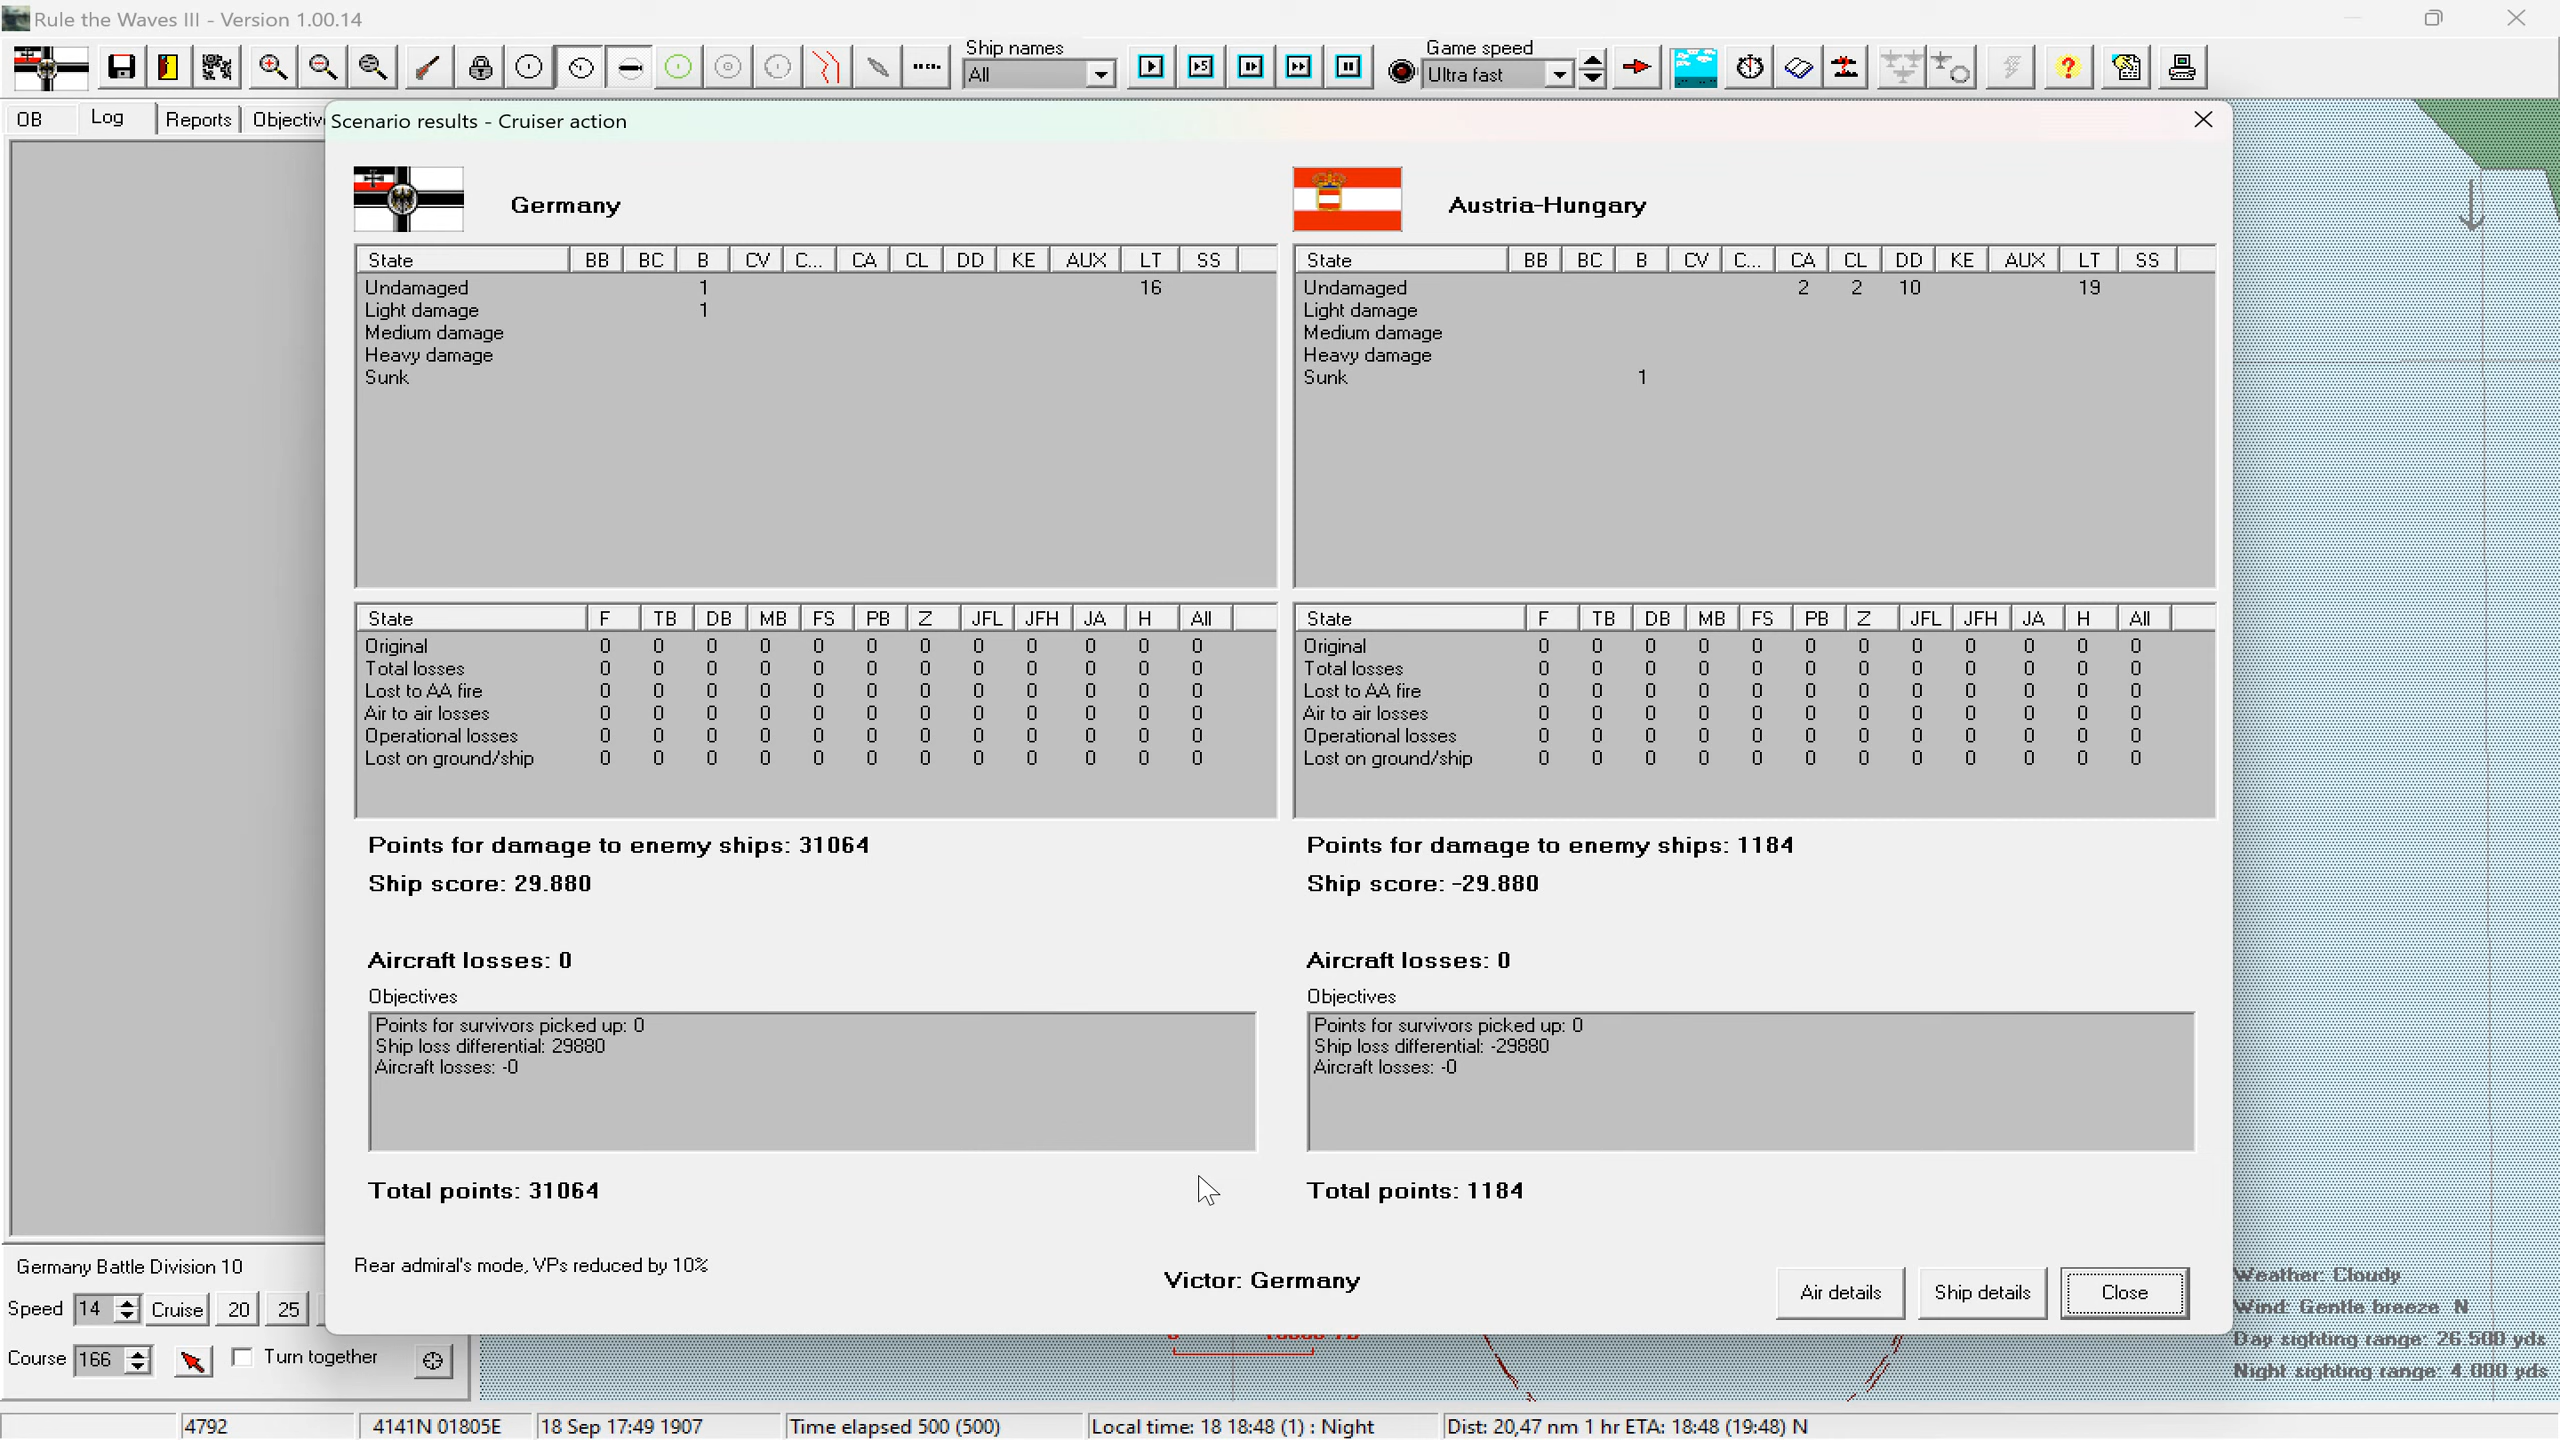 Rule the Waves III - Version 1.00.14
Ship names
All
Game speed
Ultra fast
OB
Log
Reports
Objectiv
Scenario results - Cruiser action
Germany
State BB BC B CV C... CA CL DD KE AUX LT SS
Undamaged 1 16
Light damage 1
Medium damage
Heavy damage
Sunk
State F TB DB MB FS PB Z JFL JFH JA H All
Original 0 0 0 0 0 0 0 0 0 0 0 0
Total losses 0 0 0 0 0 0 0 0 0 0 0 0
Lost to AA fire 0 0 0 0 0 0 0 0 0 0 0 0
Air to air losses 0 0 0 0 0 0 0 0 0 0 0 0
Operational losses 0 0 0 0 0 0 0 0 0 0 0 0
Lost on ground/ship 0 0 0 0 0 0 0 0 0 0 0 0
Points for damage to enemy ships: 31064
Ship score: 29.880
Aircraft losses: 0
Objectives
Points for survivors picked up: 0
Ship loss differential: 29880
Aircraft losses: -0
Total points: 31064
Rear admiral's mode, VPs reduced by 10%
Austria-Hungary
State BB BC B CV C... CA CL DD KE AUX LT SS
Undamaged 2 2 10 19
Light damage
Medium damage
Heavy damage
Sunk 1
State F TB DB MB FS PB Z JFL JFH JA H All
Original 0 0 0 0 0 0 0 0 0 0 0 0
Total losses 0 0 0 0 0 0 0 0 0 0 0 0
Lost to AA fire 0 0 0 0 0 0 0 0 0 0 0 0
Air to air losses 0 0 0 0 0 0 0 0 0 0 0 0
Operational losses 0 0 0 0 0 0 0 0 0 0 0 0
Lost on ground/ship 0 0 0 0 0 0 0 0 0 0 0 0
Points for damage to enemy ships: 1184
Ship score: -29.880
Aircraft losses: 0
Objectives
Points for survivors picked up: 0
Ship loss differential: -29880
Aircraft losses: -0
Total points: 1184
Victor: Germany
Air details
Ship details
Close
Germany Battle Division 10
Speed 14 Cruise 20 25
Course 166 Turn together
Weather: Cloudy
Wind: Gentle breeze N
Day sighting range: 26.500 yds
Night sighting range: 4.000 yds
4792
4141N 01805E
18 Sep 17:49 1907
Time elapsed 500 (500)
Local time: 18 18:48 (1) : Night
Dist: 20,47 nm 1 hr ETA: 18:48 (19:48) N